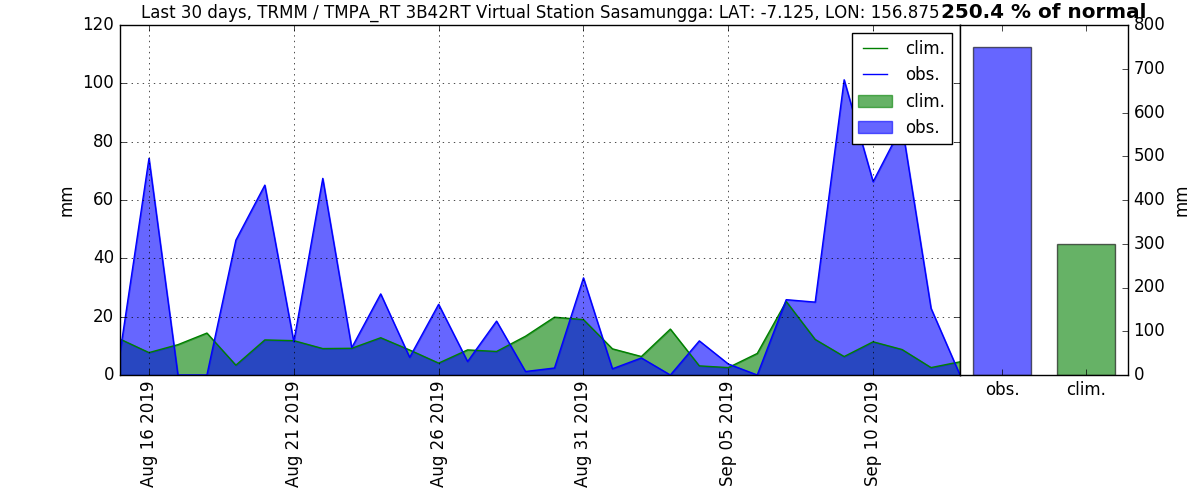 Last 30 days, TRMM / TMPA_RT 3B42RT Virtual Station Sasamungga: LAT: -7.125, LON: 156.875
250.4 % of normal
120
100
80
60
40
20
0
mm
clim.
obs.
clim.
obs.
800
700
600
500
400
300
200
100
0
mm
Aug 16 2019
Aug 21 2019
Aug 26 2019
Aug 31 2019
Sep 05 2019
Sep 10 2019
obs.
clim.